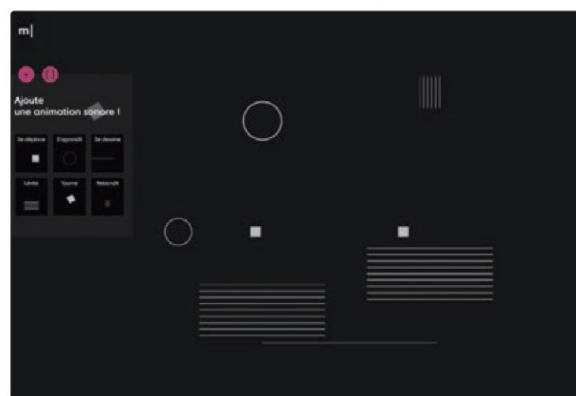 m|
Ajoute
une animation sonore !
Se déplace S'agrandit Se dessine
Tourne Rebondit